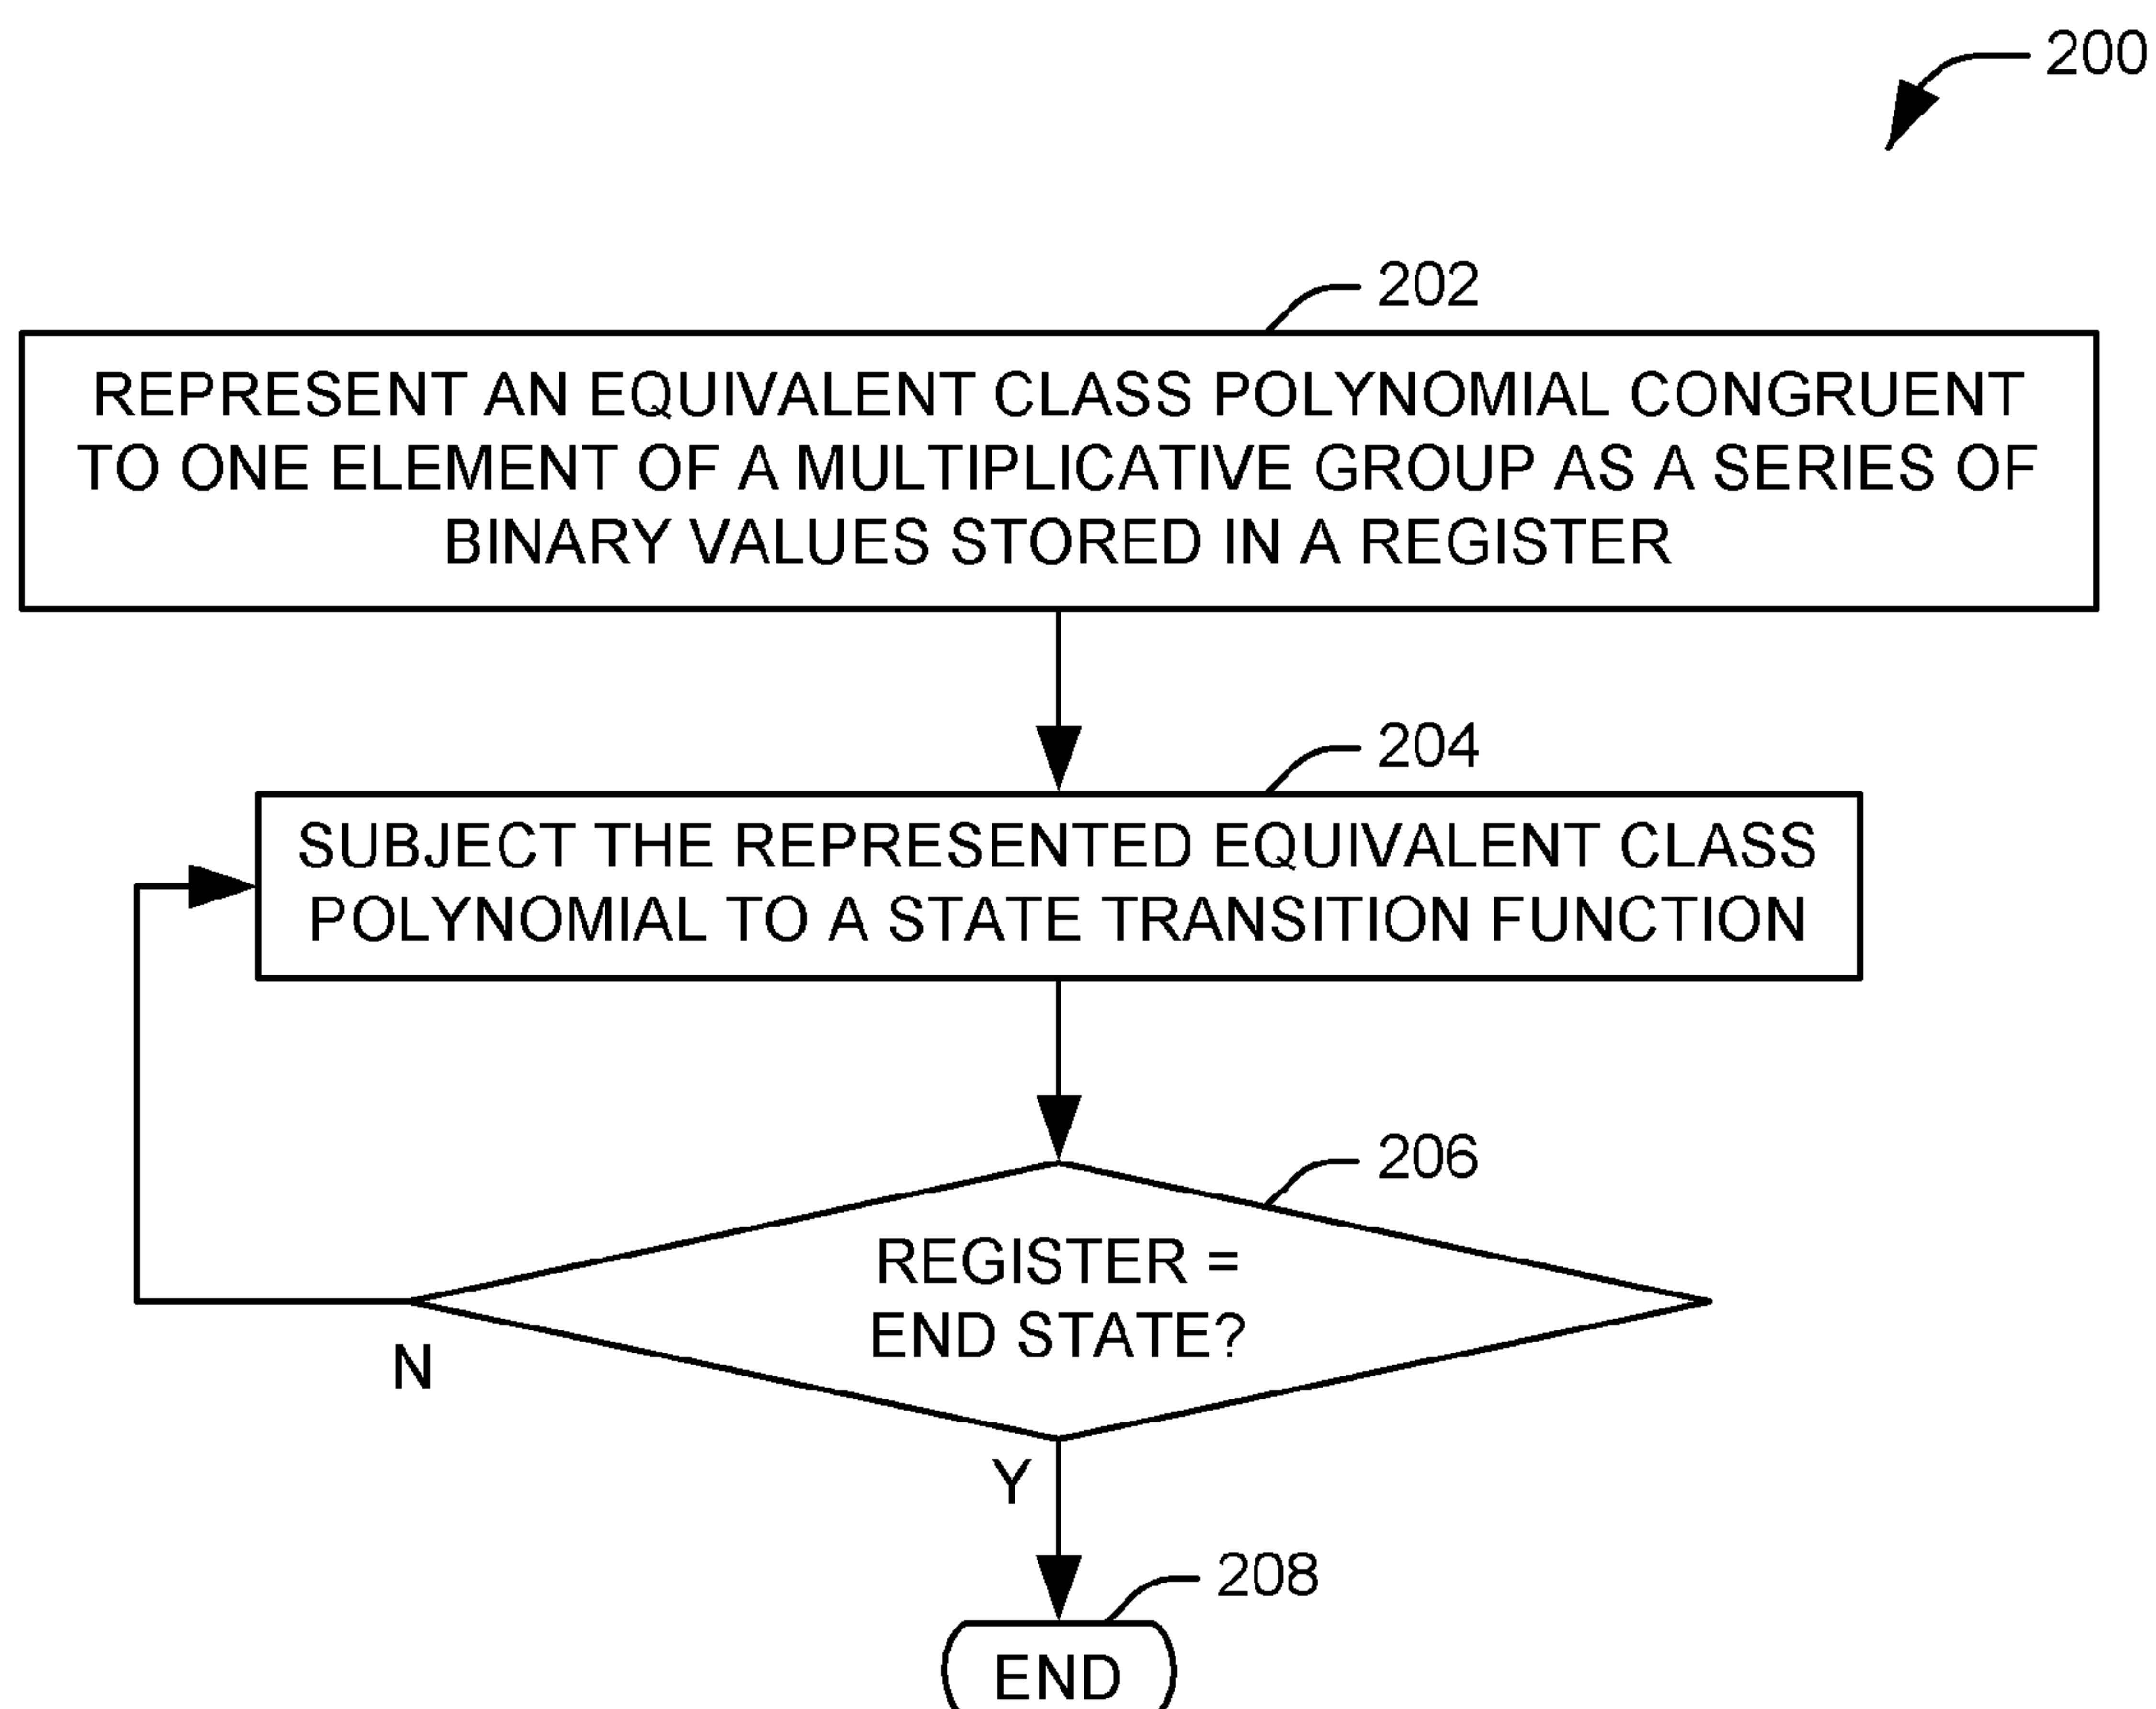 200
202
REPRESENT AN EQUIVALENT CLASS POLYNOMIAL CONGRUENT
TO ONE ELEMENT OF A MULTIPLICATIVE GROUP AS A SERIES OF
BINARY VALUES STORED IN A REGISTER
204
SUBJECT THE REPRESENTED EQUIVALENT CLASS
POLYNOMIAL TO A STATE TRANSITION FUNCTION
206
REGISTER =
END STATE?
N
Y
208
END